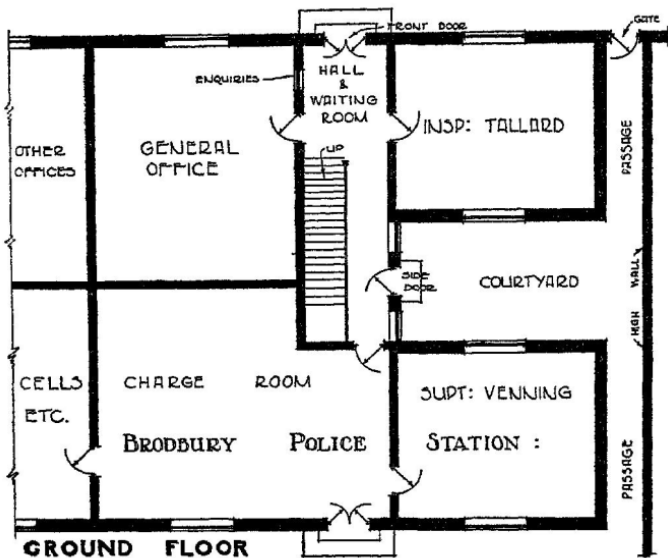 GATE
FRONT DOOR
ENQUIRIES
HALL
&
WAITING
ROOM
OTHER
OFFICES
GENERAL
OFFICE
INSP: TALLARD
PASSAGE
UP
SIDE
DOOR
COURTYARD
HIGH WALL
CELLS
ETC.
CHARGE ROOM
SUPT: VENNING
BRODBURY POLICE STATION :
PASSAGE
GROUND FLOOR